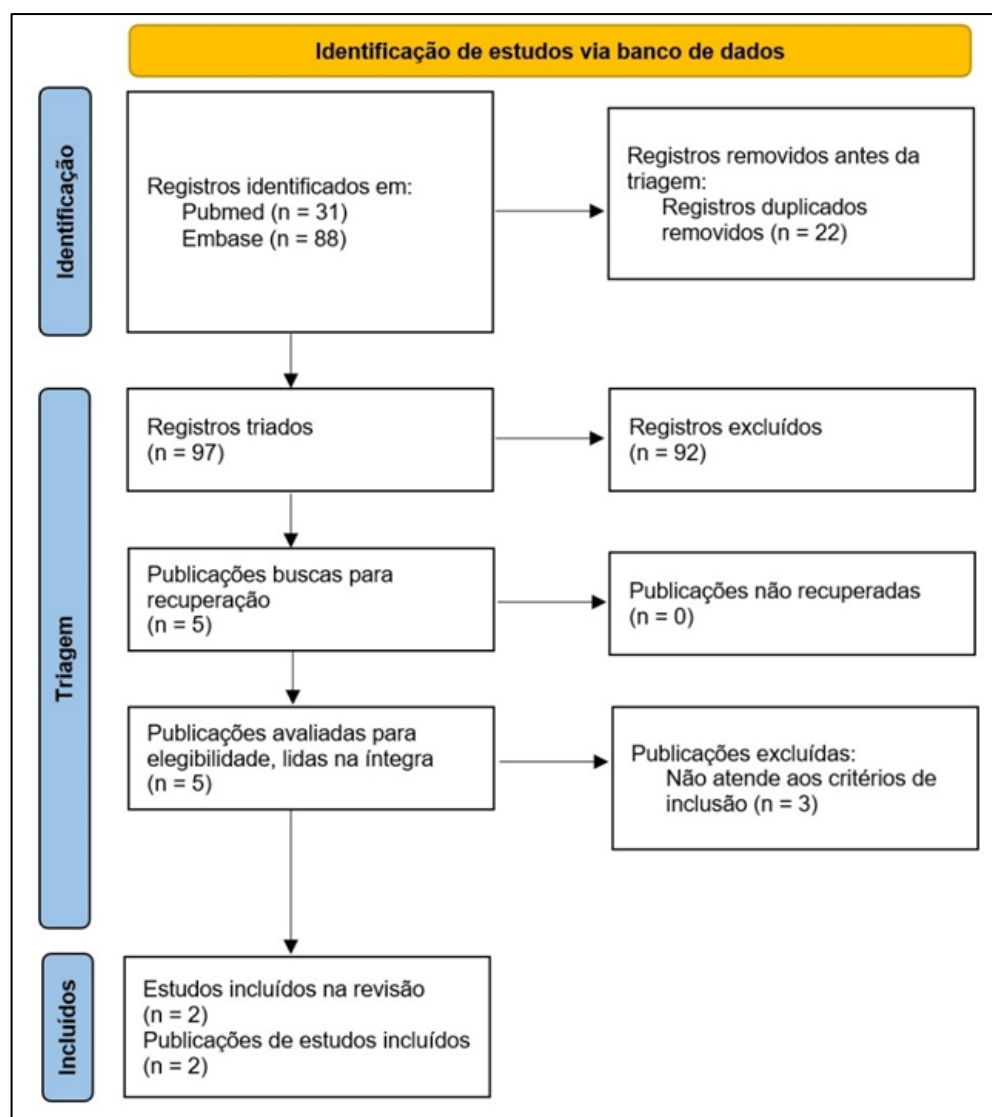 Identificação de estudos via banco de dados
Identificação
Registros identificados em:
Pubmed (n = 31)
Embase (n = 88)
Registros removidos antes da
triagem:
Registros duplicados
removidos (n = 22)
Triagem
Registros triados
(n = 97)
Registros excluídos
(n = 92)
Publicações buscas para
recuperação
(n = 5)
Publicações não recuperadas
(n = 0)
Publicações avaliadas para
elegibilidade, lidas na íntegra
(n = 5)
Publicações excluídas:
Não atende aos critérios de
inclusão (n = 3)
Incluídos
Estudos incluídos na revisão
(n = 2)
Publicações de estudos incluídos
(n = 2)